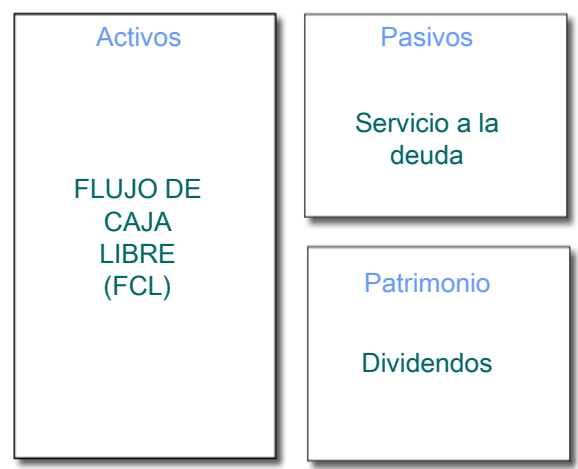 Activos
FLUJO DE
CAJA
LIBRE
(FCL)
Pasivos
Servicio a la
deuda
Patrimonio
Dividendos